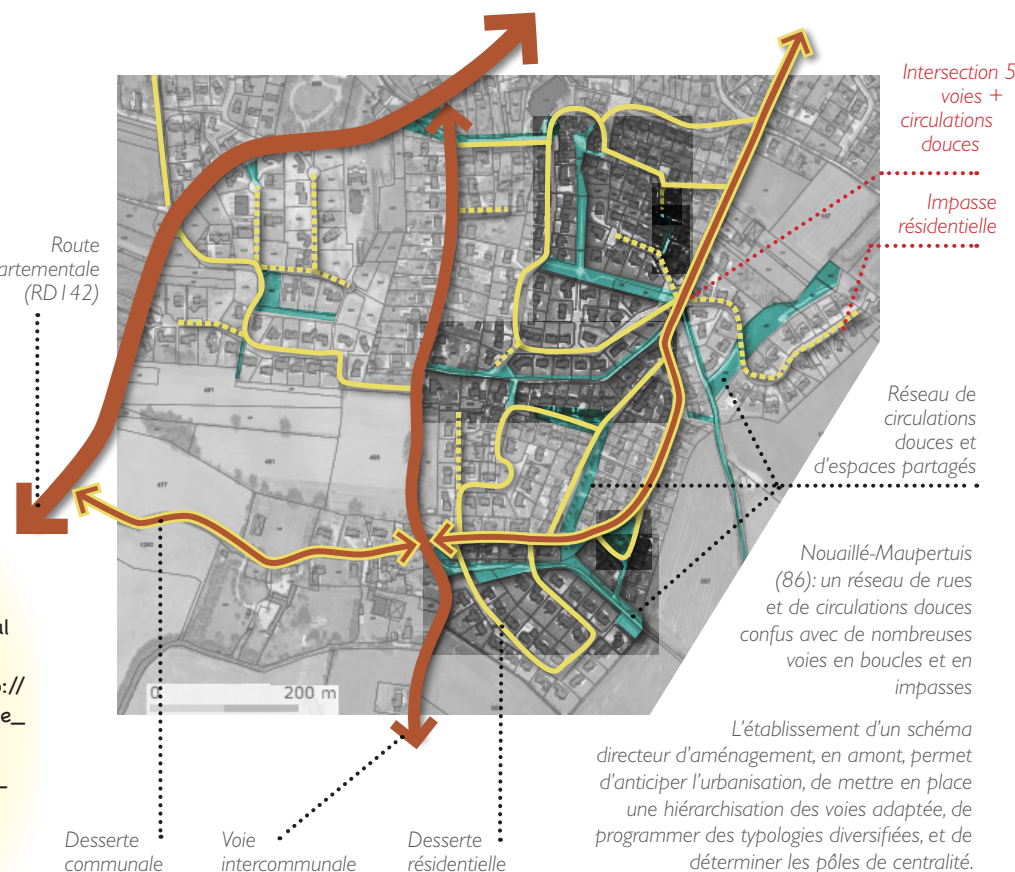 Intersection 5
voies +
circulations
douces
Impasse
résidentielle
Route
artementale
(RD142)
Réseau de
circulations
douces et
d'espaces partagés
Nouaillé-Maupertuis
(86): un réseau de rues
et de circulations douces
confus avec de nombreuses
voies en boucles et en
impasses
L'établissement d'un schéma
directeur d'aménagement, en amont, permet
d'anticiper l'urbanisation, de mettre en place
une hiérarchisation des voies adaptée, de
programmer des typologies diversifiées, et de
déterminer les pôles de centralité.
0 200 m
477
481
491
Desserte
communale
Voie
intercommunale
Desserte
résidentielle
://
e_
_